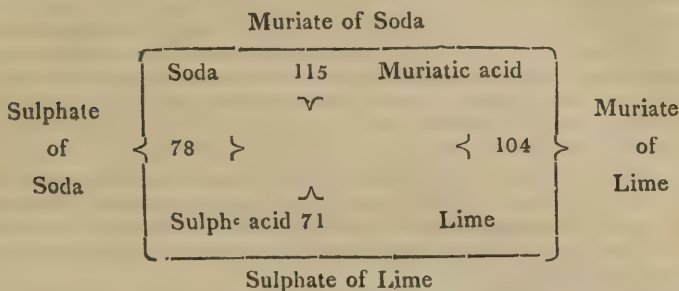 Muriate of Soda
Soda 115 Muriatic acid
Sulphate Muriate
of 78 104 of
Soda Lime
Sulphᶜ acid 71 Lime
Sulphate of Lime